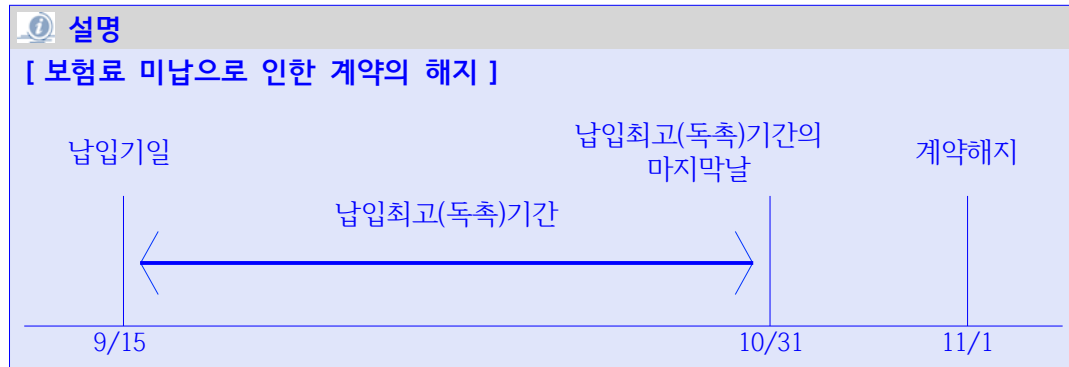 설명
[ 보험료 미납으로 인한 계약의 해지 ]
납입기일
납입최고(독촉)기간의
마지막날
계약해지
납입최고(독촉)기간
9/15
10/31
11/1